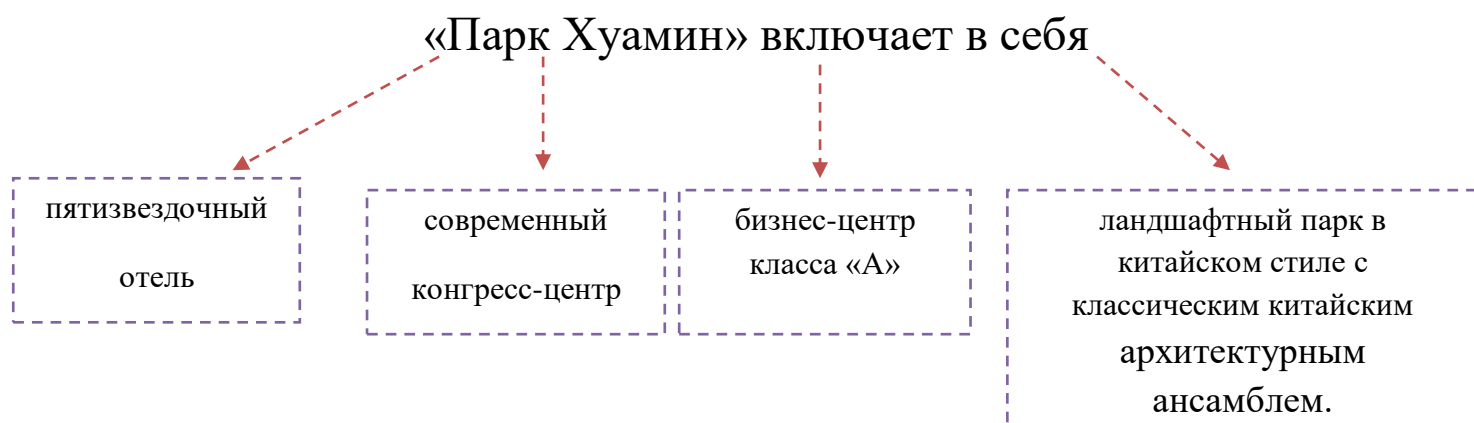 «Парк Хуамин» включает в себя
пятизвездочный
отель
современный
конгресс-центр
бизнес-центр
класса «А»
ландшафтный парк в
китайском стиле с
классическим китайским
архитектурным
ансамблем.